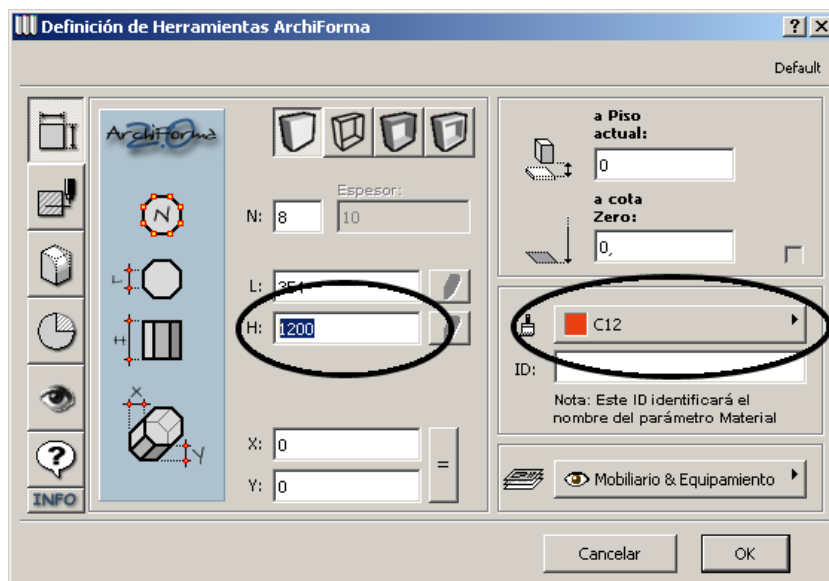 Definición de Herramientas ArchiForma
Default
ArchiForma
2.0
N
L
H
X
Y
INFO
N: 8
Espesor:
10
L:
H: 1200
X: 0
Y: 0
=
a Piso
actual:
0
a cota
Zero:
0,
C12
ID:
Nota: Este ID identificará el
nombre del parámetro Material
Mobiliario & Equipamiento
Cancelar
OK